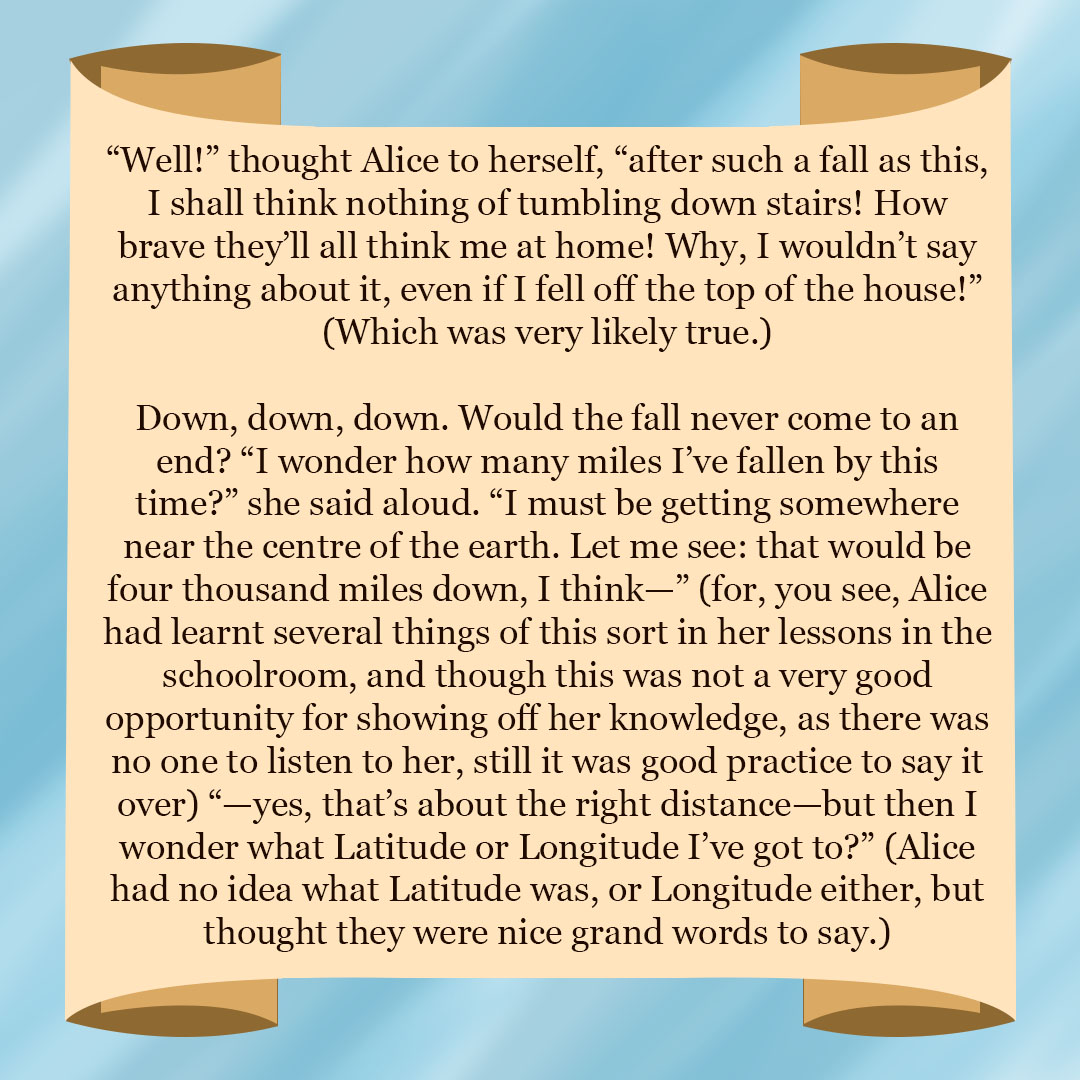 “Well!” thought Alice to herself, “after such a fall as this,
I shall think nothing of tumbling down stairs! How
brave they’ll all think me at home! Why, I wouldn’t say
anything about it, even if I fell off the top of the house!”
(Which was very likely true.)
Down, down, down. Would the fall never come to an
end? “I wonder how many miles I’ve fallen by this
time?” she said aloud. “I must be getting somewhere
near the centre of the earth. Let me see: that would be
four thousand miles down, I think—” (for, you see, Alice
had learnt several things of this sort in her lessons in the
schoolroom, and though this was not a very good
opportunity for showing off her knowledge, as there was
no one to listen to her, still it was good practice to say it
over) “—yes, that’s about the right distance—but then I
wonder what Latitude or Longitude I’ve got to?” (Alice
had no idea what Latitude was, or Longitude either, but
thought they were nice grand words to say.)